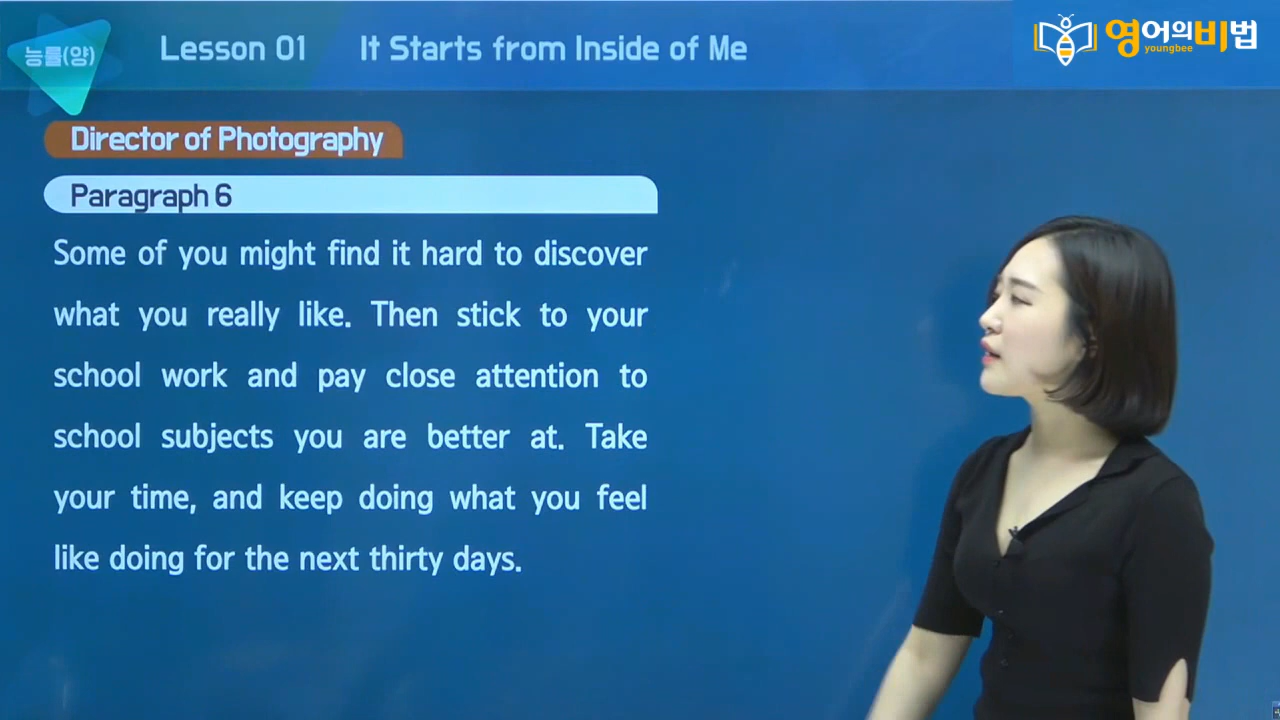 능률(양)
Lesson 01 It Starts from Inside of Me
영어의비법
youngbee
Director of Photography
Paragraph 6
Some of you might find it hard to discover
what you really like. Then stick to your
school work and pay close attention to
school subjects you are better at. Take
your time, and keep doing what you feel
like doing for the next thirty days.